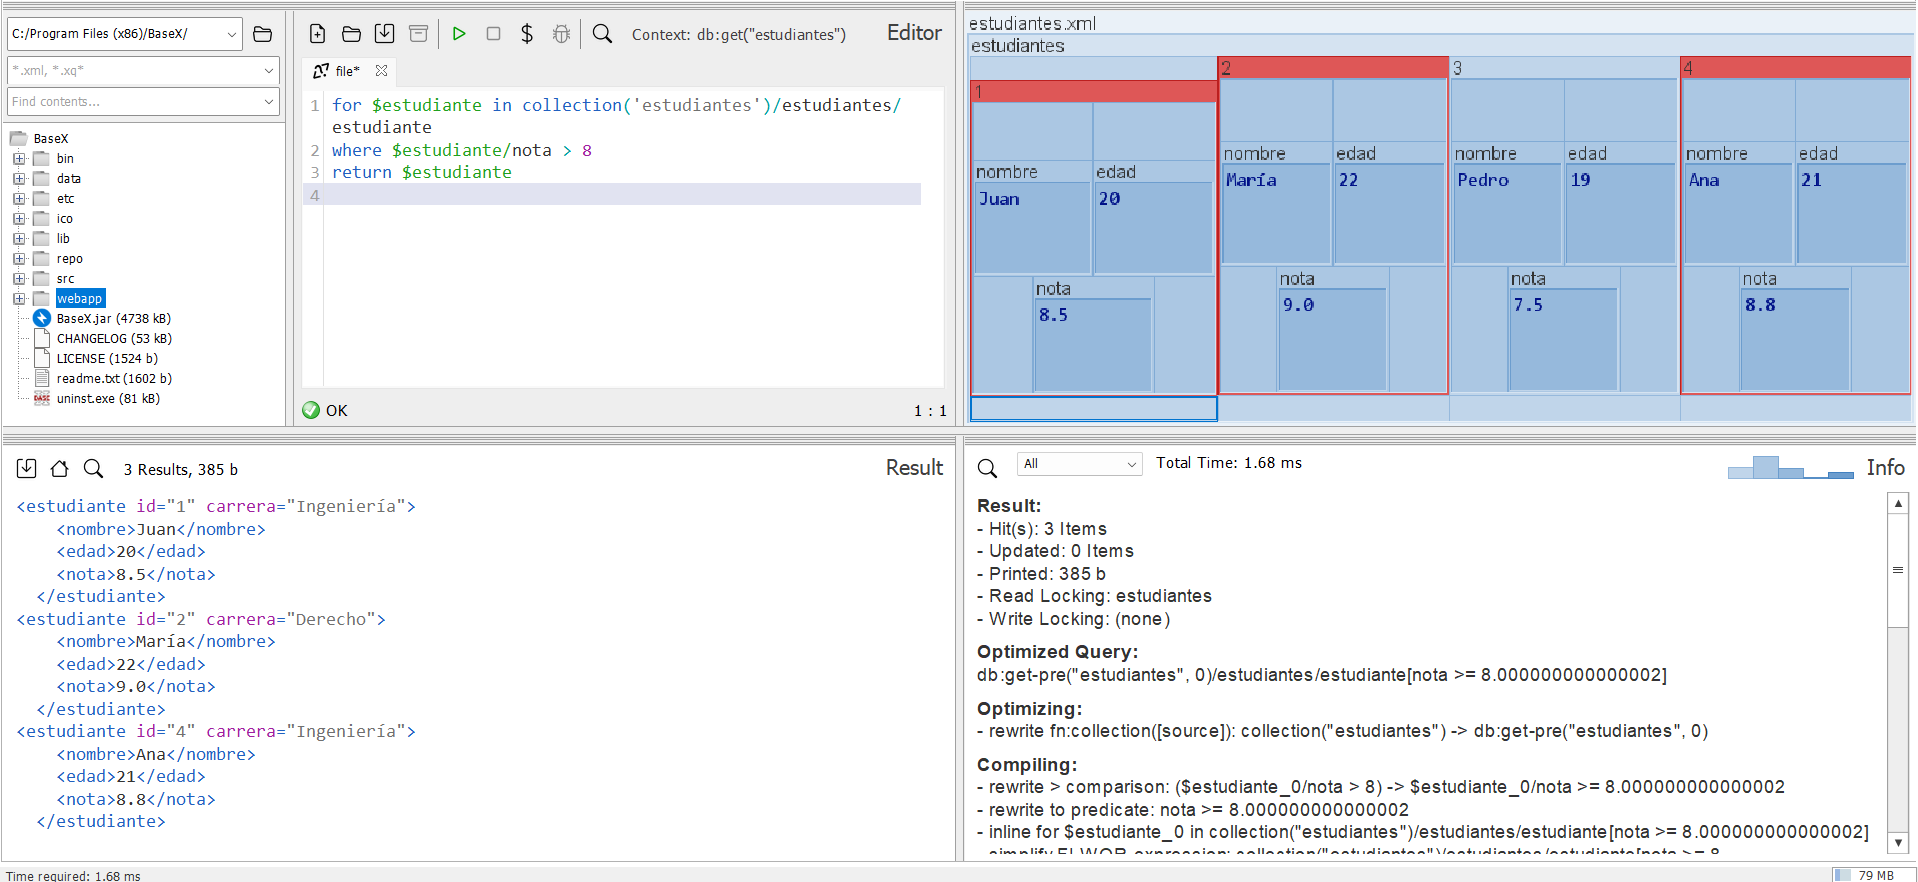 C:/Program Files (x86)/BaseX/
*.xml, *.xq*
Find contents...
BaseX
bin
data
etc
ico
lib
repo
src
webapp
BaseX.jar (4738 kB)
CHANGELOG (53 kB)
LICENSE (1524 b)
readme.txt (1602 b)
uninst.exe (81 kB)
Context: db:get("estudiantes")
Editor
file*
1 for $estudiante in collection('estudiantes')/estudiantes/
estudiante
2 where $estudiante/nota > 8
3 return $estudiante
4
OK
1 : 1
estudiantes.xml
estudiantes
1
nombre edad
Juan 20
nota
8.5
2
nombre edad
María 22
nota
9.0
3
nombre edad
Pedro 19
nota
7.5
4
nombre edad
Ana 21
nota
8.8
3 Results, 385 b
Result
<estudiante id="1" carrera="Ingeniería">
<nombre>Juan</nombre>
<edad>20</edad>
<nota>8.5</nota>
</estudiante>
<estudiante id="2" carrera="Derecho">
<nombre>María</nombre>
<edad>22</edad>
<nota>9.0</nota>
</estudiante>
<estudiante id="4" carrera="Ingeniería">
<nombre>Ana</nombre>
<edad>21</edad>
<nota>8.8</nota>
</estudiante>
All
Total Time: 1.68 ms
Info
Result:
- Hit(s): 3 Items
- Updated: 0 Items
- Printed: 385 b
- Read Locking: estudiantes
- Write Locking: (none)
Optimized Query:
db:get-pre("estudiantes", 0)/estudiantes/estudiante[nota >= 8.000000000000002]
Optimizing:
- rewrite fn:collection([source]): collection("estudiantes") -> db:get-pre("estudiantes", 0)
Compiling:
- rewrite > comparison: ($estudiante_0/nota > 8) -> $estudiante_0/nota >= 8.000000000000002
- rewrite to predicate: nota >= 8.000000000000002
- inline for $estudiante_0 in collection("estudiantes")/estudiantes/estudiante[nota >= 8.000000000000002]
- simplify FLWOR expression: collection("estudiantes")/estudiantes/estudiante[nota >= 8
Time required: 1.68 ms
79 MB